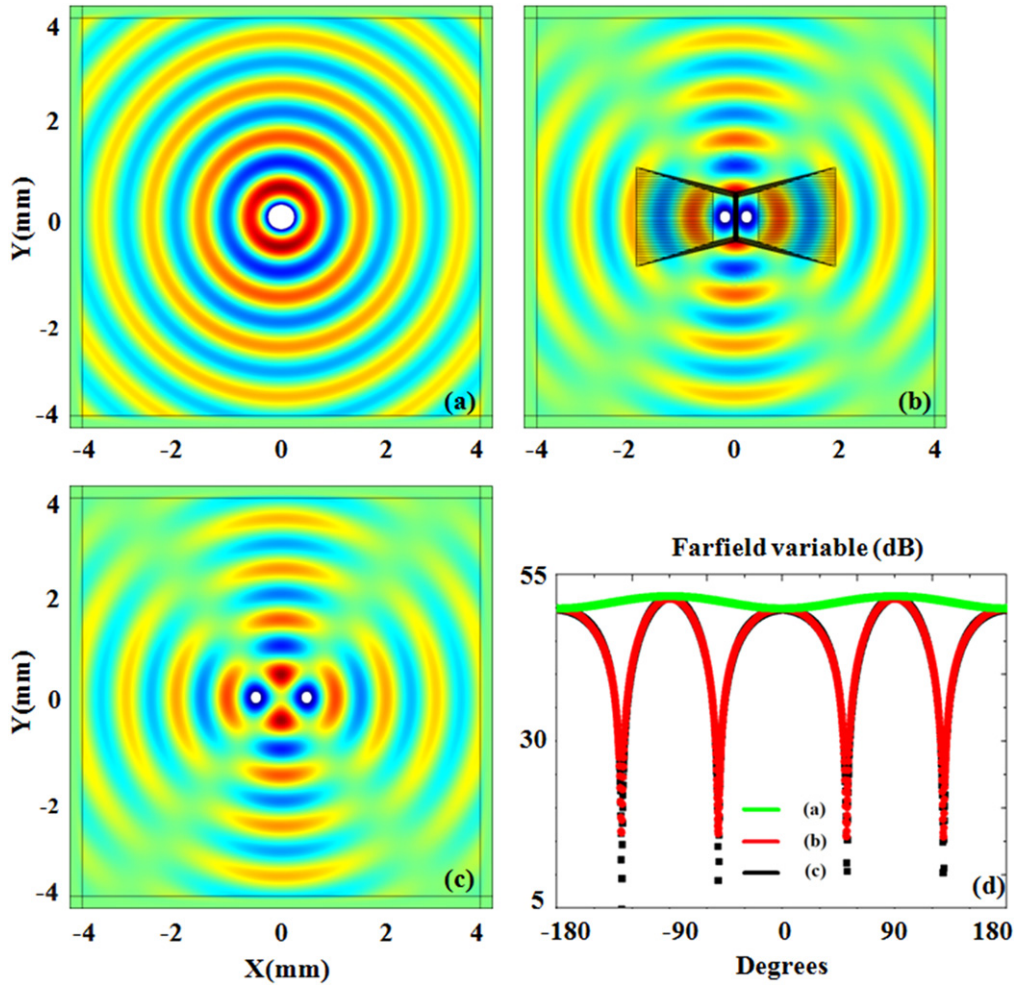 4
2
0
-2
-4
Y(mm)
(a)
-4 -2 0 2 4
(b)
-4 -2 0 2 4
4
2
0
-2
-4
Y(mm)
(c)
-4 -2 0 2 4
X(mm)
Farfield variable (dB)
55
30
5
(a)
(b)
(c)
(d)
-180 -90 0 90 180
Degrees